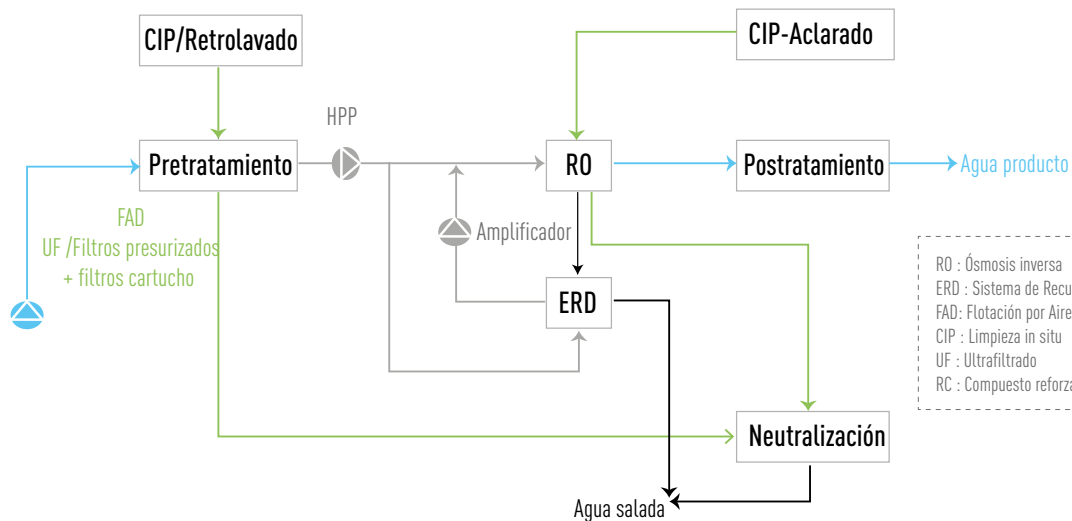 CIP/Retrolavado
CIP-Aclarado
HPP
Pretratamiento
RO
Postratamiento
Agua producto
FAD
UF /Filtros presurizados
+ filtros cartucho
Amplificador
ERD
RO : Ósmosis inversa
ERD : Sistema de
FAD: Flotación por Aire
CIP : Limpieza in situ
UF : Ultrafiltrado
RC : Compuesto
Neutralización
Agua salada